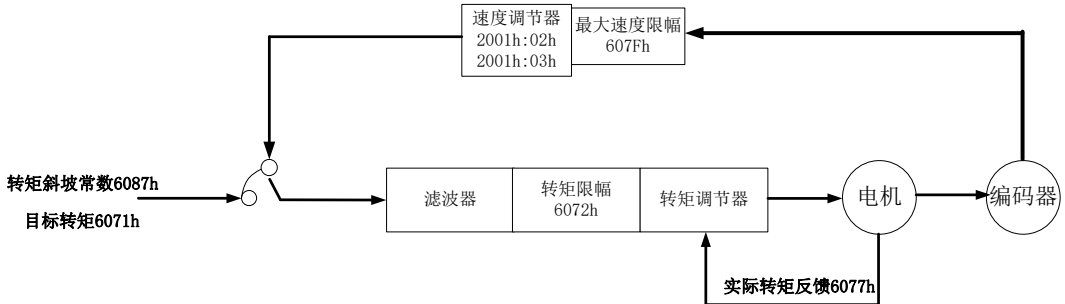 速度调节器
2001h:02h
2001h:03h
最大速度限幅
607Fh
转矩斜坡常数6087h
目标转矩6071h
滤波器
转矩限幅
6072h
转矩调节器
电机
编码器
实际转矩反馈6077h